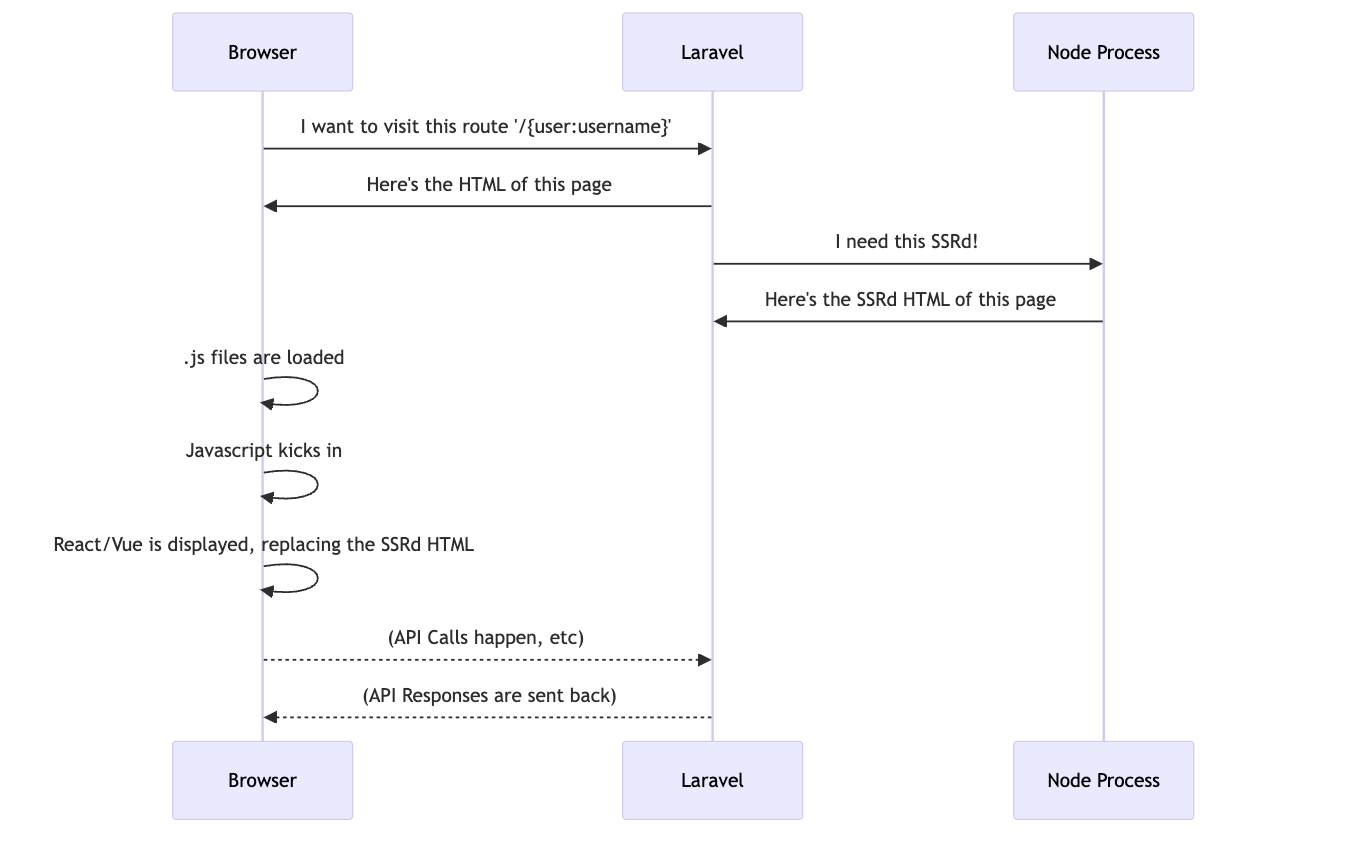 Browser
Laravel
Node Process
I want to visit this route '/{user:username}'
Here's the HTML of this page
I need this SSRd!
Here's the SSRd HTML of this page
.js files are loaded
Javascript kicks in
React/Vue is displayed, replacing the SSRd HTML
(API Calls happen, etc)
(API Responses are sent back)
Browser
Laravel
Node Process